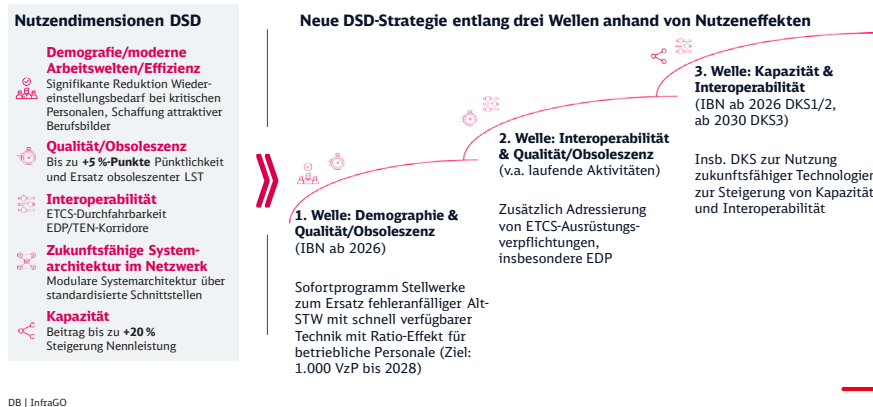 Nutzendimensionen DSD
Demografie/moderne
Arbeitswelten/Effizienz
Signifikante Reduktion Wieder-
einstellungsbedarf bei kritischen
Personalen, Schaffung attraktiver
Berufsbilder
Qualität/Obsoleszenz
Bis zu +5 %-Punkte Pünktlichkeit
und Ersatz obsoleszenter LST
Interoperabilität
ETCS-Durchfahrbarkeit
EDP/TEN-Korridore
Zukunftsfähige System-
architektur im Netzwerk
Modulare Systemarchitektur über
standardisierte Schnittstellen
Kapazität
Beitrag bis zu +20 %
Steigerung Nennleistung
Neue DSD-Strategie entlang drei Wellen anhand von Nutzeneffekten
1. Welle: Demographie &
Qualität/Obsoleszenz
(IBN ab 2026)
Sofortprogramm Stellwerke
zum Ersatz fehleranfälliger Alt-
STW mit schnell verfügbarer
Technik mit Ratio-Effekt für
betriebliche Personale (Ziel:
1.000 VzP bis 2028)
2. Welle: Interoperabilität
& Qualität/Obsoleszenz
(v.a. laufende Aktivitäten)
Zusätzlich Adressierung
von ETCS-Ausrüstungs-
verpflichtungen,
insbesondere EDP
3. Welle: Kapazität &
Interoperabilität
(IBN ab 2026 DKS1/2,
ab 2030 DKS3)
Insb. DKS zur Nutzung
zukunftsfähiger Technologien
zur Steigerung von Kapazität
und Interoperabilität
DB | InfraGO